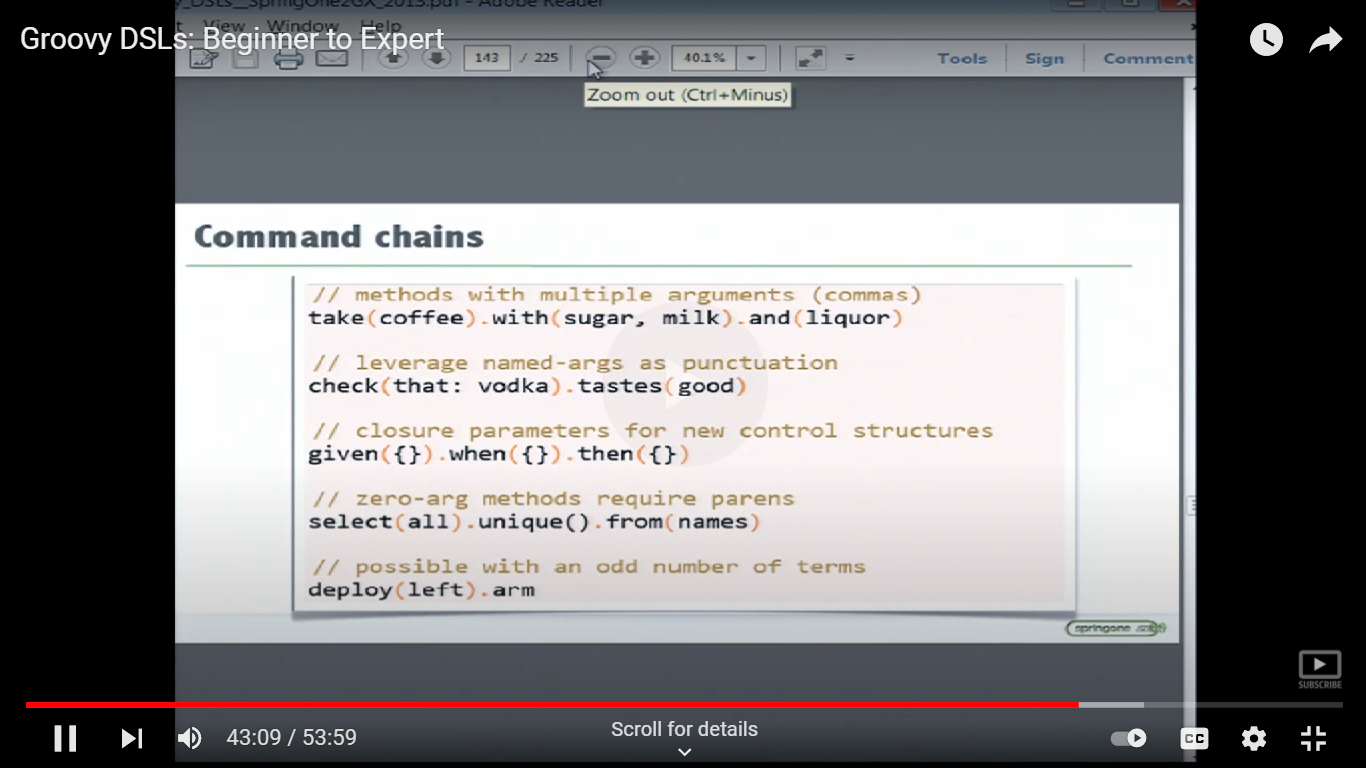 _DSLs__SpringOne2GX_2013.pdf - Adobe Reader
View Window Help
Groovy DSLs: Beginner to Expert
143 / 225 40.1% Tools Sign Comment
Zoom out (Ctrl+Minus)
Command chains
// methods with multiple arguments (commas)
take(coffee).with(sugar, milk).and(liquor)
// leverage named-args as punctuation
check(that: vodka).tastes(good)
// closure parameters for new control structures
given({}).when({}).then({})
// zero-arg methods require parens
select(all).unique().from(names)
// possible with an odd number of terms
deploy(left).arm
springone
SUBSCRIBE
43:09 / 53:59
Scroll for details
CC